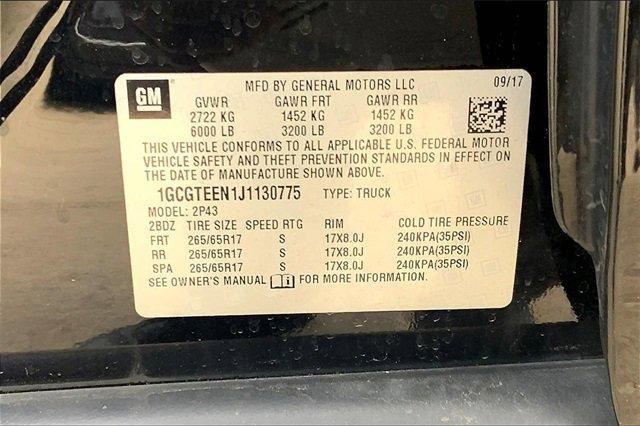 GM
MFD BY GENERAL MOTORS LLC 09/17
GVWR GAWR FRT GAWR RR
2722 KG 1452 KG 1452 KG
6000 LB 3200 LB 3200 LB
THIS VEHICLE CONFORMS TO ALL APPLICABLE U.S. FEDERAL MOTOR
VEHICLE SAFETY AND THEFT PREVENTION STANDARDS IN EFFECT ON
THE DATE OF MANUFACTURE SHOWN ABOVE.
1GCGTEEN1J1130775 TYPE: TRUCK
MODEL: 2P43
2BDZ TIRE SIZE SPEED RTG RIM COLD TIRE PRESSURE
FRT 265/65R17 S 17X8.0J 240KPA(35PSI)
RR 265/65R17 S 17X8.0J 240KPA(35PSI)
SPA 265/65R17 S 17X8.0J 240KPA(35PSI)
SEE OWNER'S MANUAL FOR MORE INFORMATION.